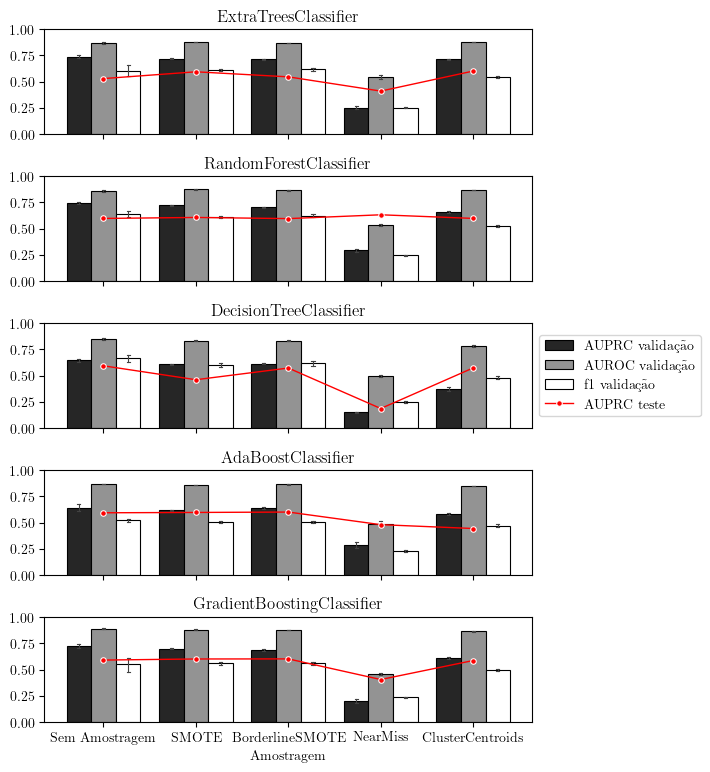 ExtraTreesClassifier
1.00
0.75
0.50
0.25
0.00
RandomForestClassifier
1.00
0.75
0.50
0.25
0.00
DecisionTreeClassifier
1.00
0.75
0.50
0.25
0.00
AUPRC validação
AUROC validação
f1 validação
AUPRC teste
AdaBoostClassifier
1.00
0.75
0.50
0.25
0.00
GradientBoostingClassifier
1.00
0.75
0.50
0.25
0.00
Sem Amostragem SMOTE BorderlineSMOTE NearMiss ClusterCentroids
Amostragem